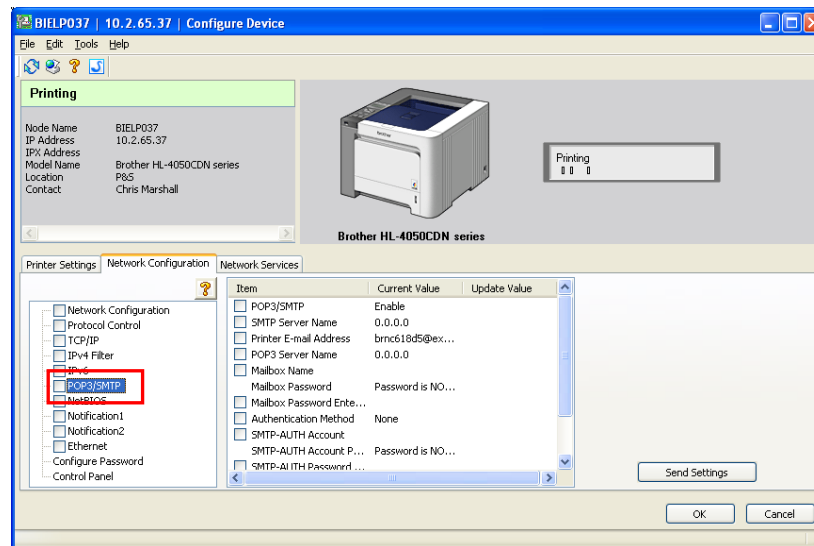 BIELP037 | 10.2.65.37 | Configure Device
File Edit Tools Help
Printing
Node Name BIELP037
IP Address 10.2.65.37
IPX Address
Model Name Brother HL-4050CDN series
Location P&S
Contact Chris Marshall
brother
Printing
Brother HL-4050CDN series
Printer Settings Network Configuration Network Services
Item Current Value Update Value
Network Configuration
Protocol Control
TCP/IP
IPv4 Filter
IPv6
POP3/SMTP
NetBIOS
Notification1
Notification2
Ethernet
Configure Password
Control Panel
POP3/SMTP Enable
SMTP Server Name 0.0.0.0
Printer E-mail Address brnc618d5@ex...
POP3 Server Name 0.0.0.0
Mailbox Name
Mailbox Password Password is NO...
Mailbox Password Ente...
Authentication Method None
SMTP-AUTH Account
SMTP-AUTH Account P... Password is NO...
SMTP-AUTH Password ...
Send Settings
OK Cancel